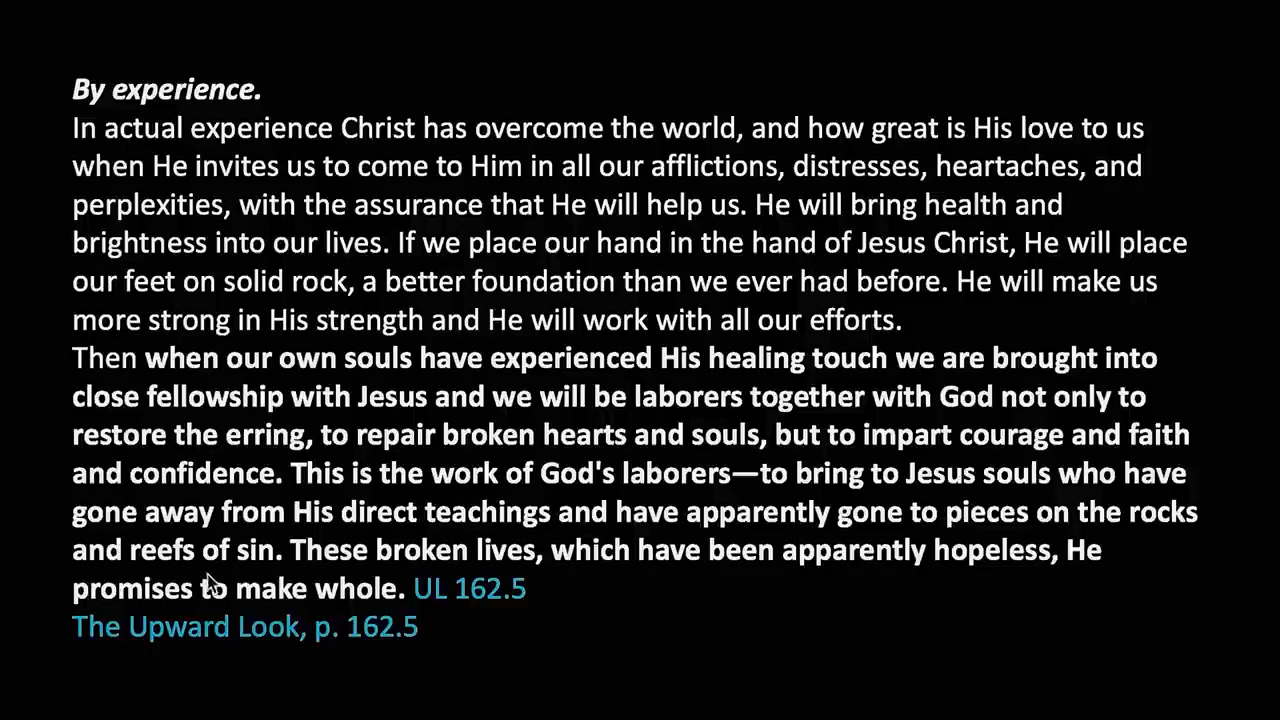 By experience.
In actual experience Christ has overcome the world, and how great is His love to us
when He invites us to come to Him in all our afflictions, distresses, heartaches, and
perplexities, with the assurance that He will help us. He will bring health and
brightness into our lives. If we place our hand in the hand of Jesus Christ, He will place
our feet on solid rock, a better foundation than we ever had before. He will make us
more strong in His strength and He will work with all our efforts.
Then when our own souls have experienced His healing touch we are brought into
close fellowship with Jesus and we will be laborers together with God not only to
restore the erring, to repair broken hearts and souls, but to impart courage and faith
and confidence. This is the work of God's laborers—to bring to Jesus souls who have
gone away from His direct teachings and have apparently gone to pieces on the rocks
and reefs of sin. These broken lives, which have been apparently hopeless, He
promises to make whole. UL 162.5
The Upward Look, p. 162.5